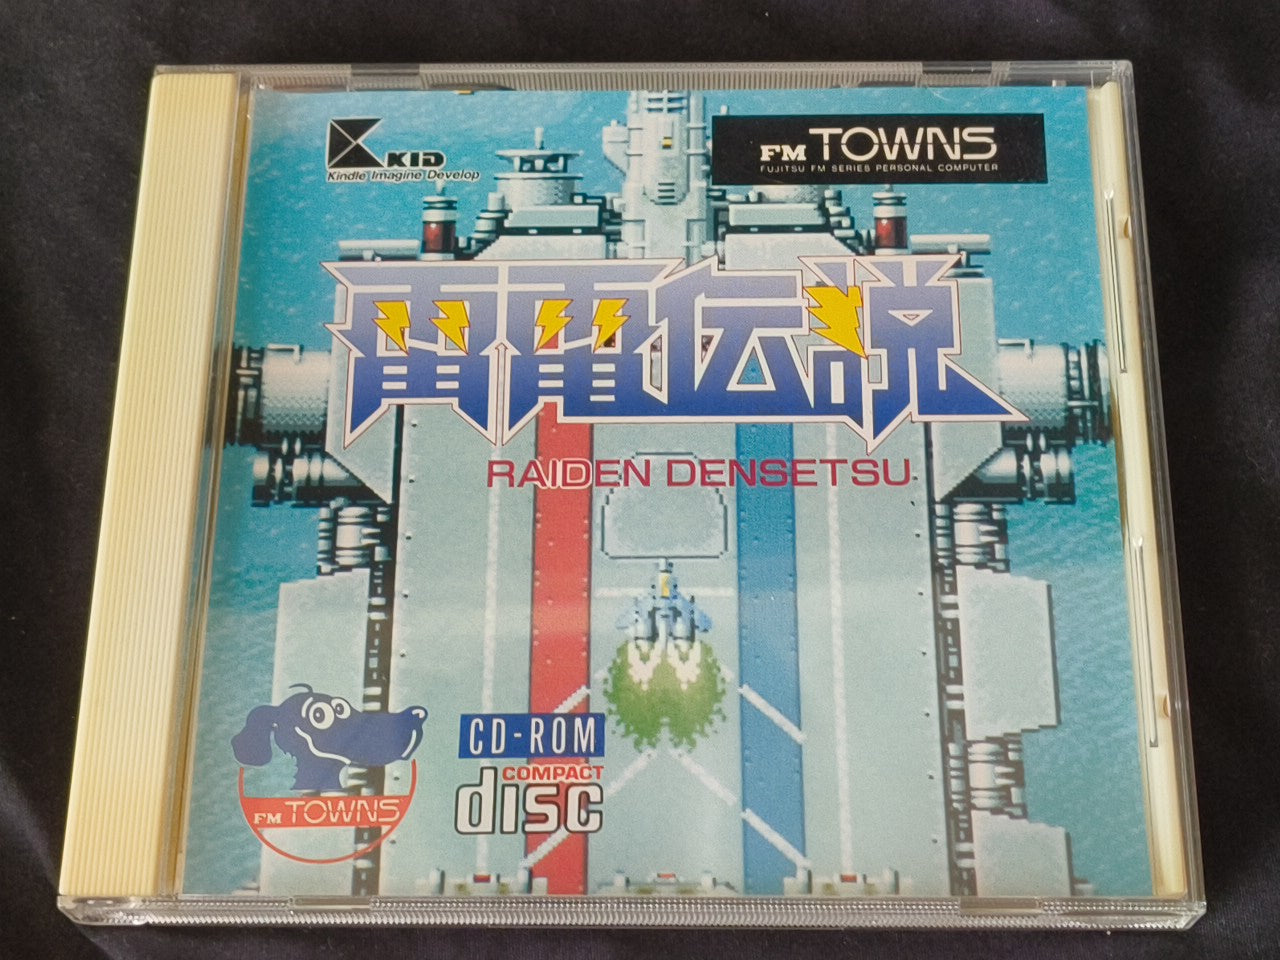 KID
Kindle Imagine Develop
FM TOWNS
FUJITSU FM SERIES PERSONAL COMPUTER
雷電伝説
RAIDEN DENSETSU
FM TOWNS
CD-ROM
COMPACT
disc